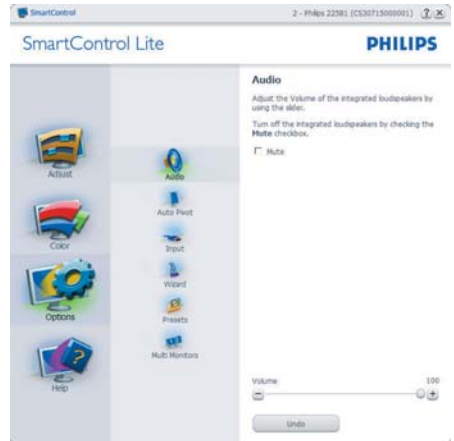 SmartControl
2 - Philips 225B1 (CS30715000001)
SmartControl Lite
PHILIPS
Adjust
Color
Options
Help
Audio
Auto Pivot
Input
Wizard
Presets
Multi Monitors
Audio
Adjust the Volume of the integrated loudspeakers by
using the slider.
Turn off the integrated loudspeakers by checking the
Mute checkbox.
Mute
Volume
100
Undo